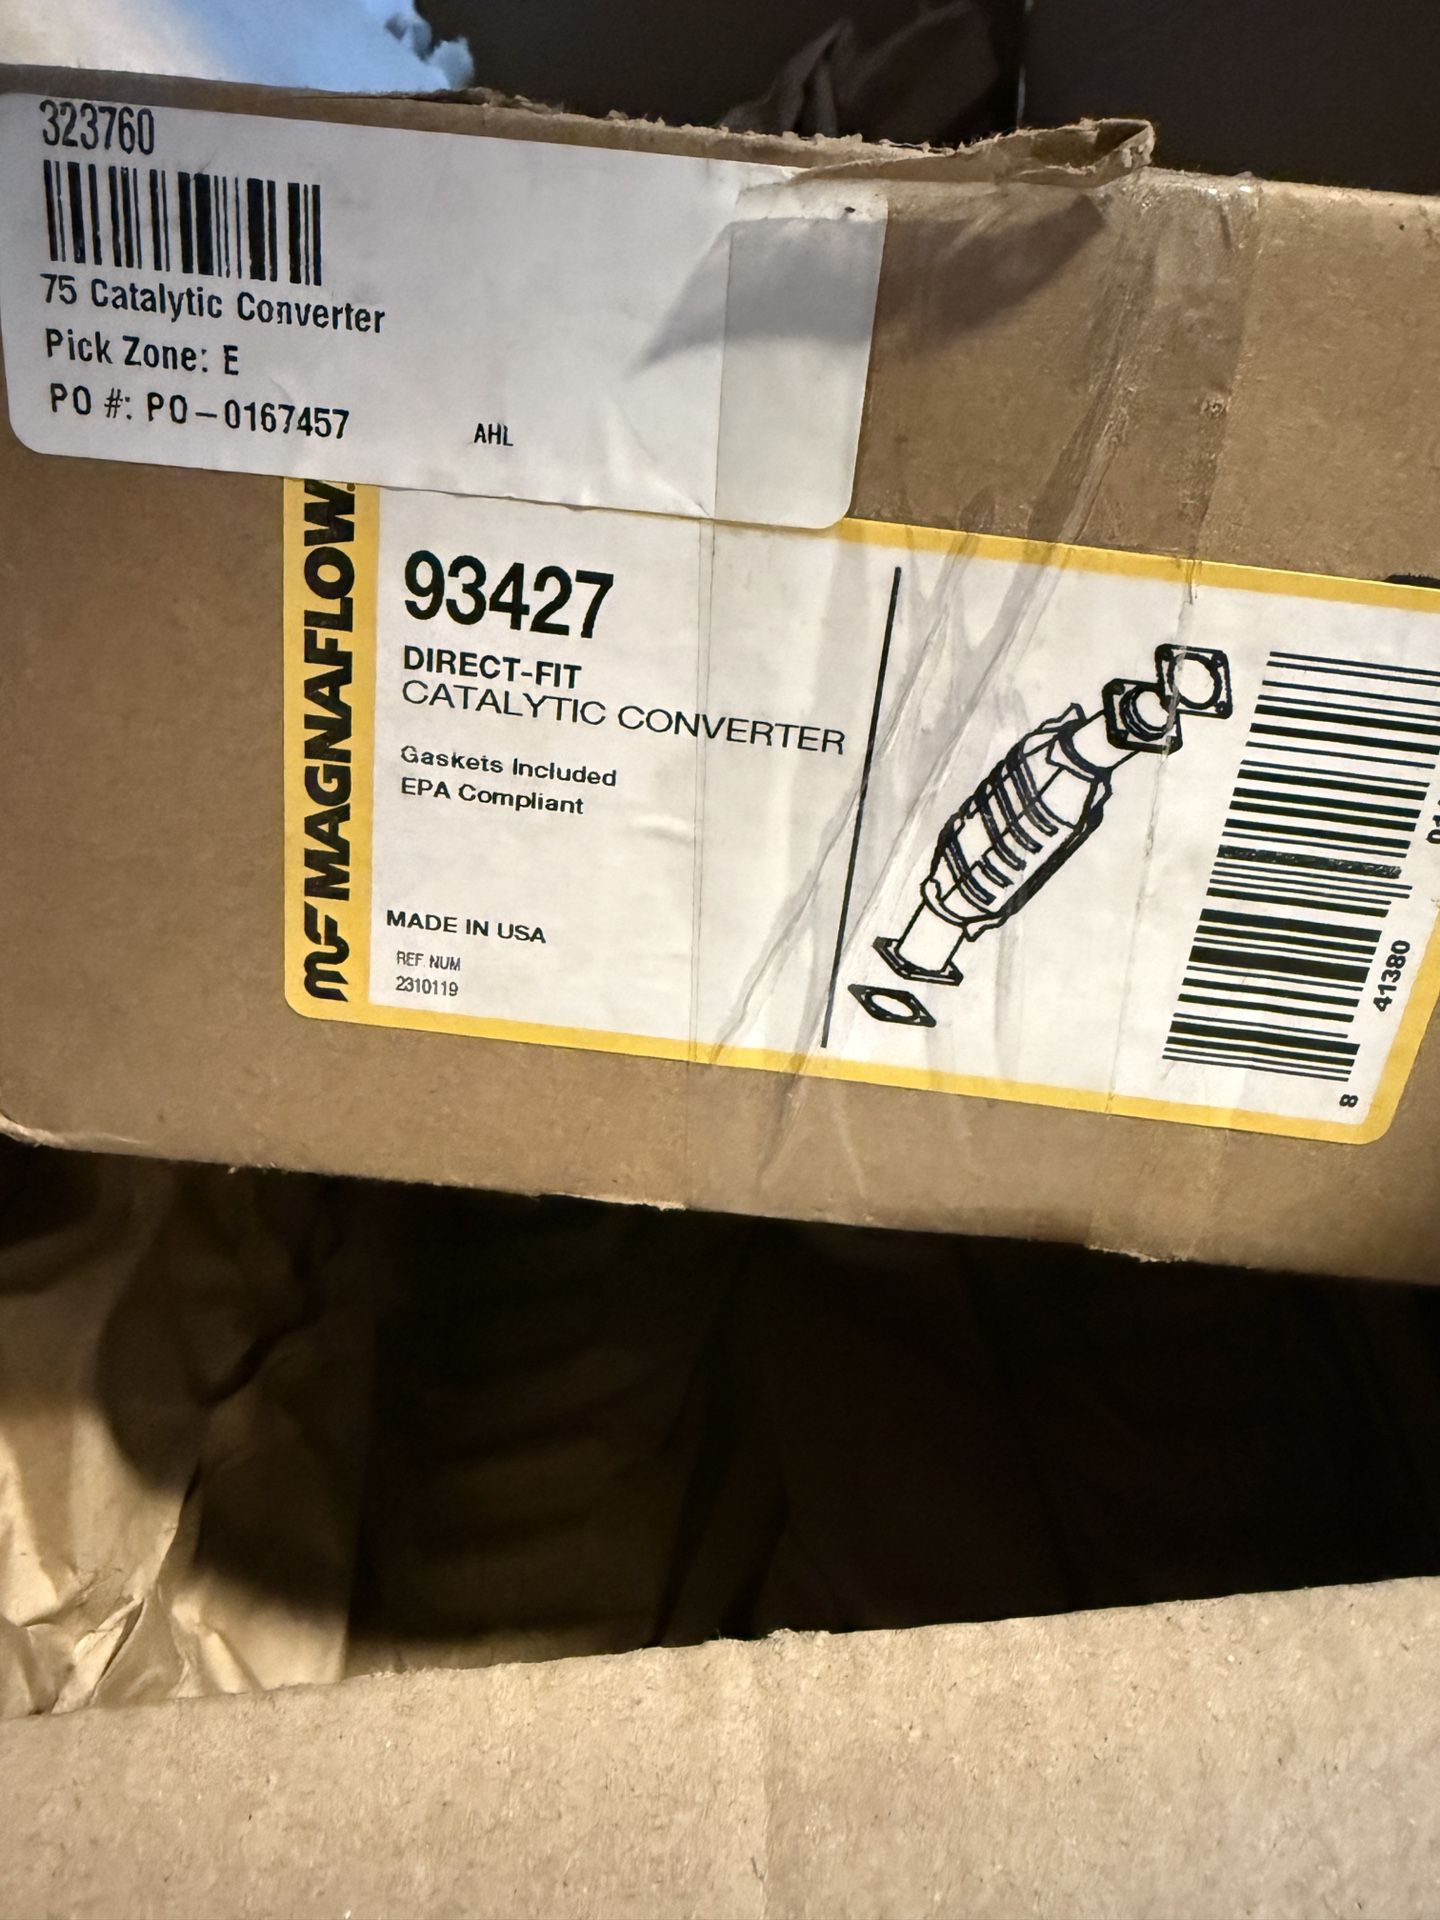 323760
75 Catalytic Converter
Pick Zone: E
PO #: PO-0167457
AHL
MF MAGNAFLOW
93427
DIRECT-FIT
CATALYTIC CONVERTER
Gaskets Included
EPA Compliant
MADE IN USA
REF. NUM
2310119
41380
8